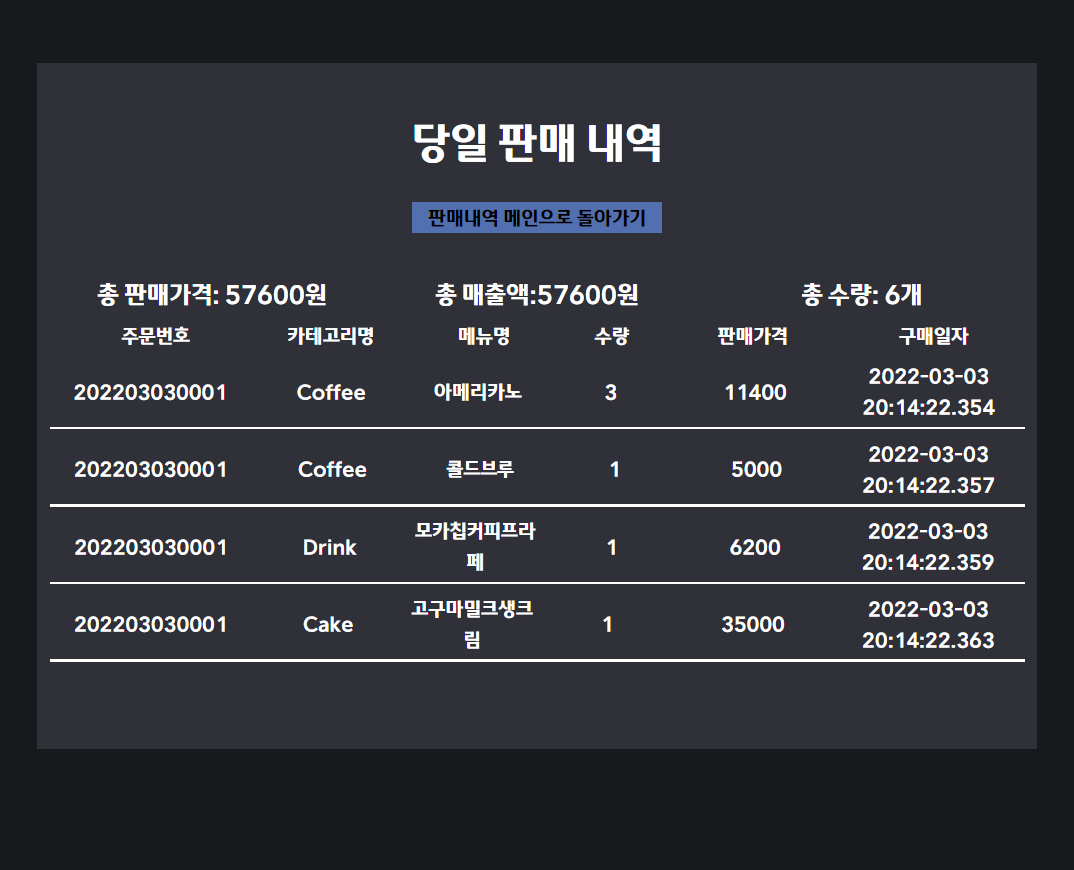 당일 판매 내역
판매내역 메인으로 돌아가기
총 판매가격: 57600원 총 매출액:57600원 총 수량: 6개
주문번호 카테고리명 메뉴명 수량 판매가격 구매일자
202203030001 Coffee 아메리카노 3 11400 2022-03-03
20:14:22.354
202203030001 Coffee 콜드브루 1 5000 2022-03-03
20:14:22.357
202203030001 Drink 모카칩커피프라 1 6200 2022-03-03
페 20:14:22.359
202203030001 Cake 고구마밀크생크 1 35000 2022-03-03
림 20:14:22.363